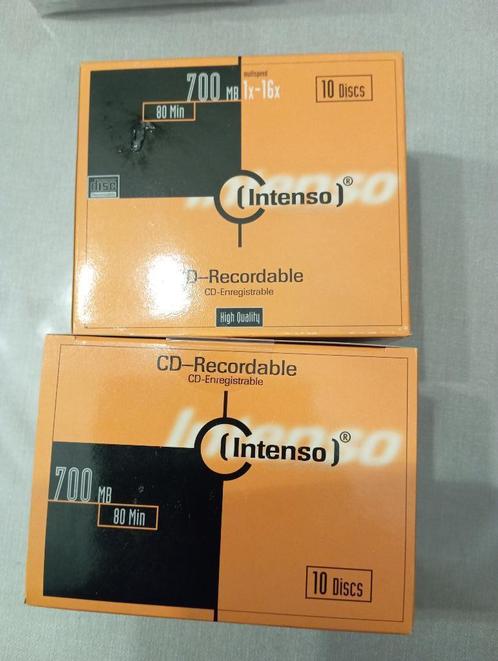 multispeed
700 MB 1x-16x
10 Discs
80 Min
Intenso
disc
(Intenso)®
D-Recordable
CD-Enregistrable
High Quality
CD-Recordable
CD-Enregistrable
Intenso
(Intenso)®
700 MB
80 Min
10 Discs